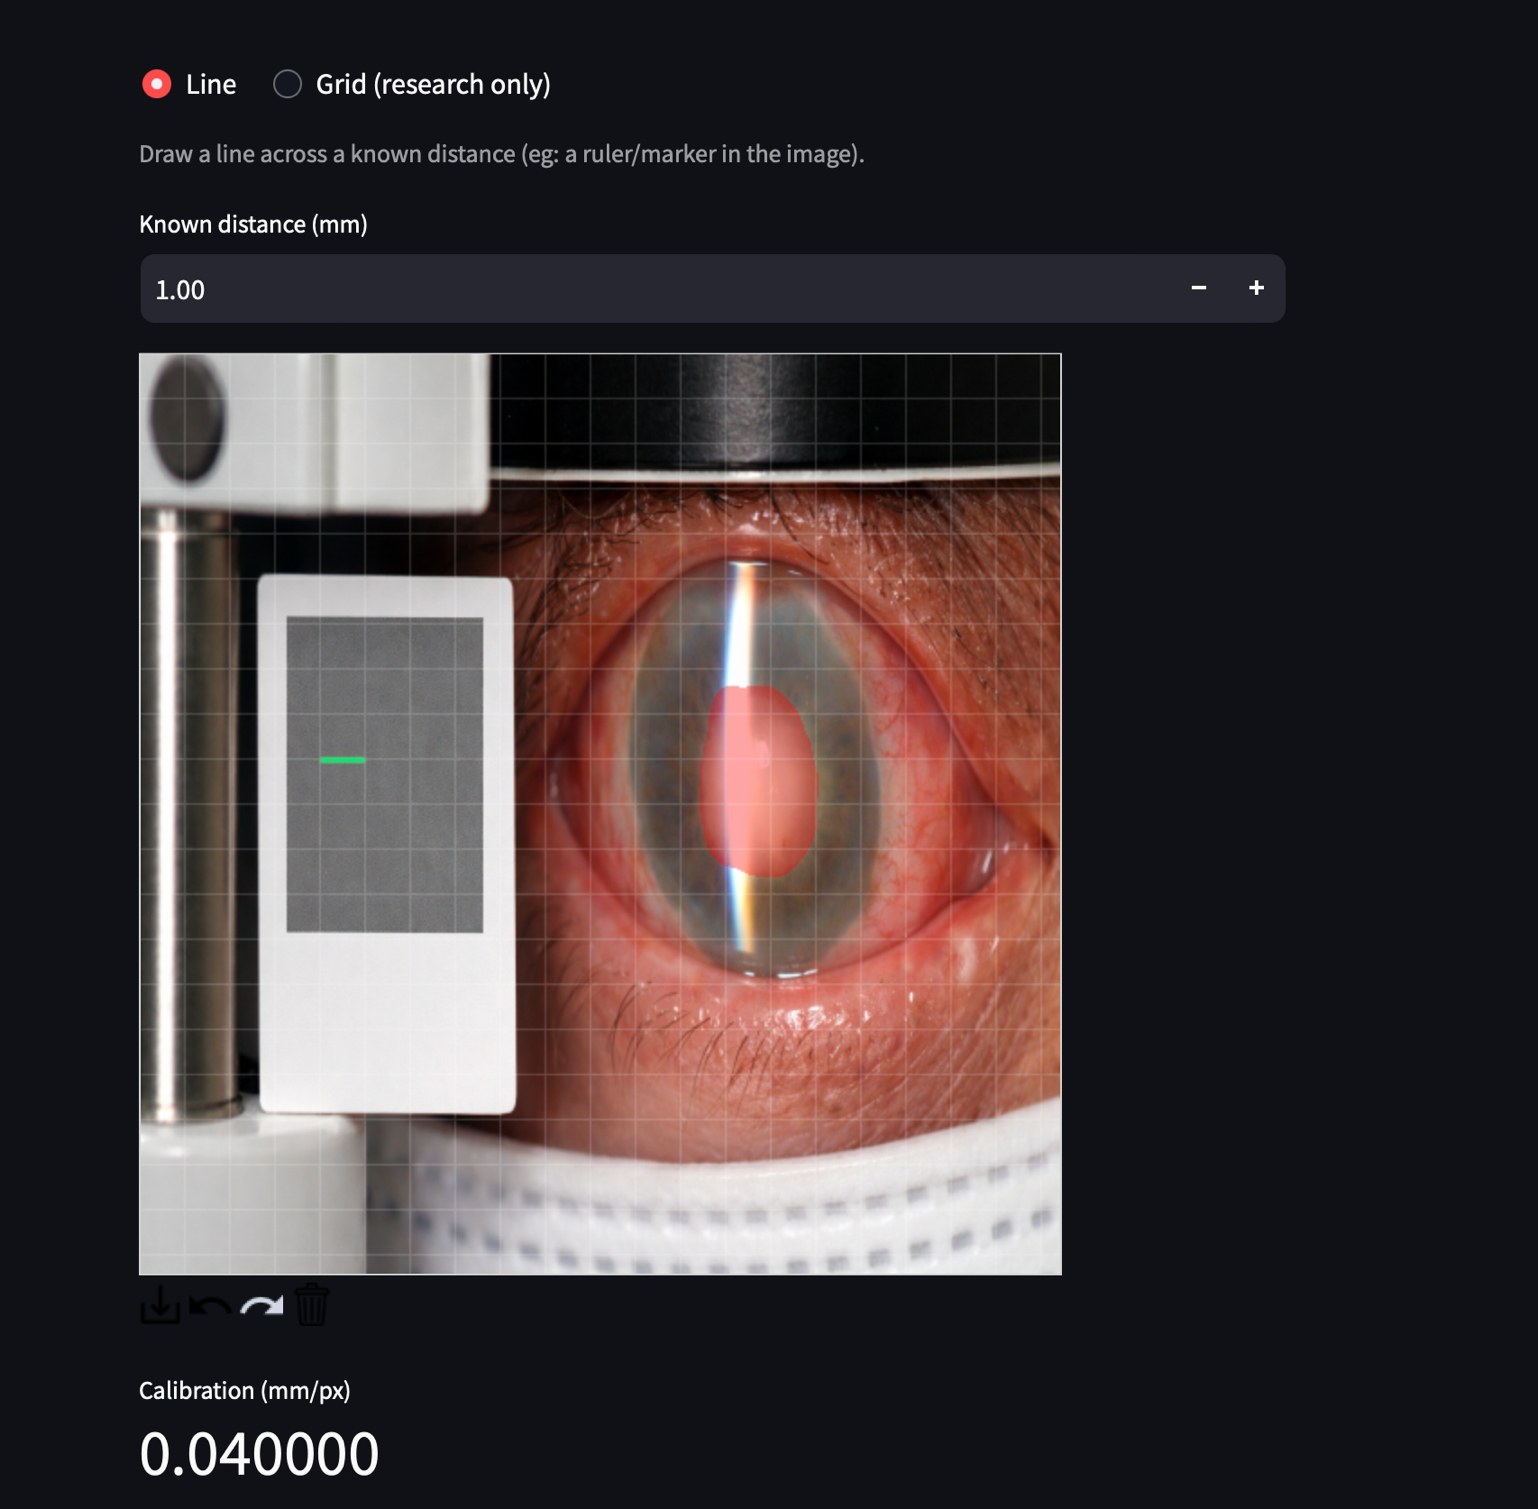 Line
Grid (research only)
Draw a line across a known distance (eg: a ruler/marker in the image).
Known distance (mm)
1.00
Calibration (mm/px)
0.040000